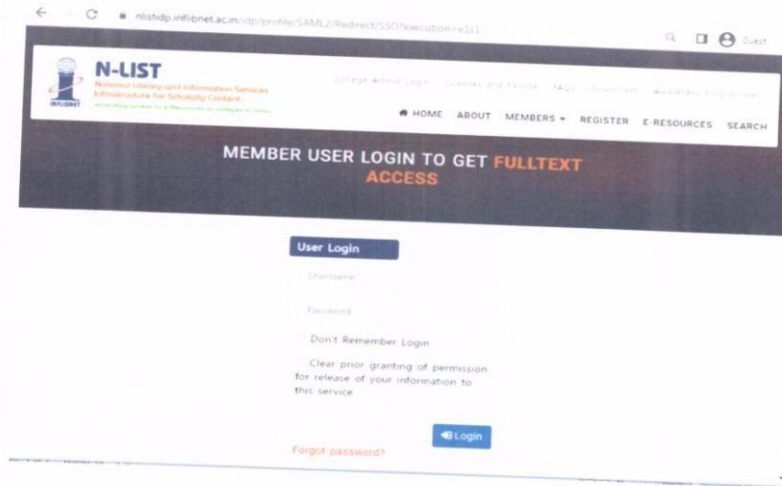 nlistidp.inflibnet.ac.in/idp/profile/SAML2/Redirect/SSO?execution=e1s1
Guest
N-LIST
National Library and Information Services
Infrastructure for Scholarly Content
INFLIBNET
College Admin Login Licenses and FAQs Downloads Awareness Programmes
HOME ABOUT MEMBERS REGISTER E-RESOURCES SEARCH
MEMBER USER LOGIN TO GET FULLTEXT
ACCESS
User Login
Username
Password
Don't Remember Login
Clear prior granting of permission
for release of your information to
this service
Login
Forgot password?